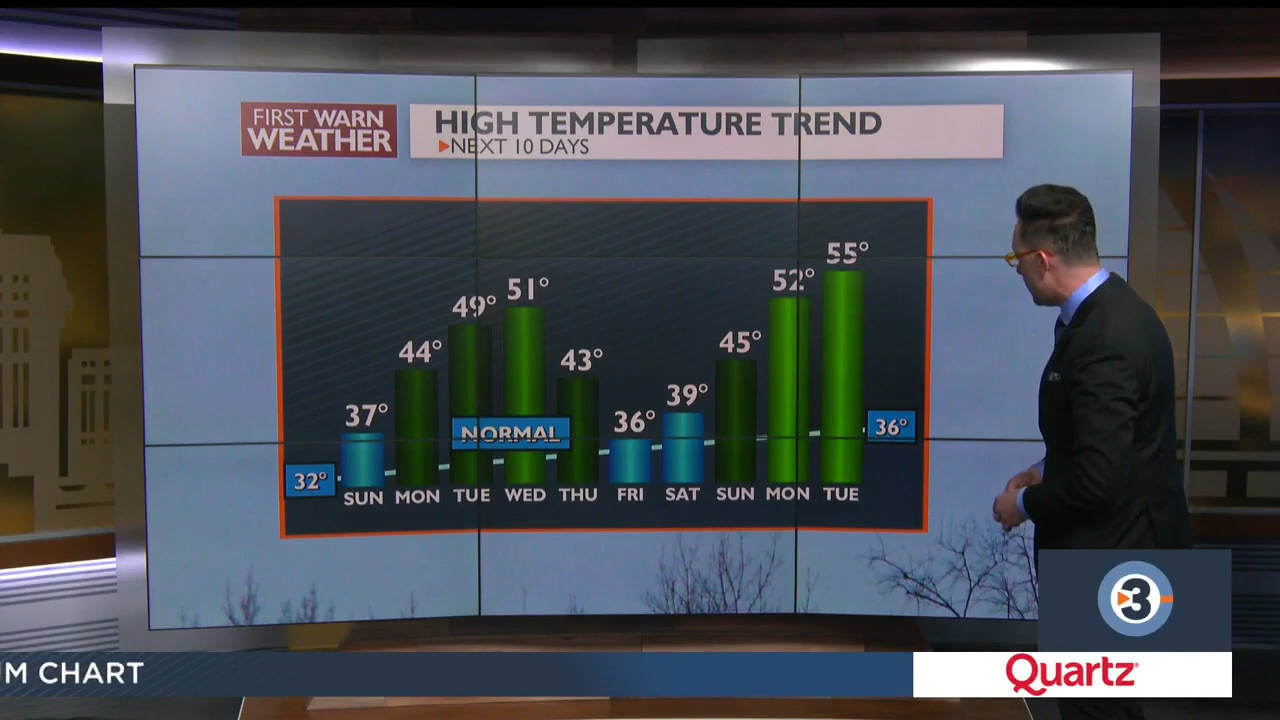 FIRST WARN
WEATHER
HIGH TEMPERATURE TREND
NEXT 10 DAYS
37° 44° 49° 51° 43° 36° 39° 45° 52° 55°
NORMAL
32° 36°
SUN MON TUE WED THU FRI SAT SUN MON TUE
3
UM CHART
Quartz